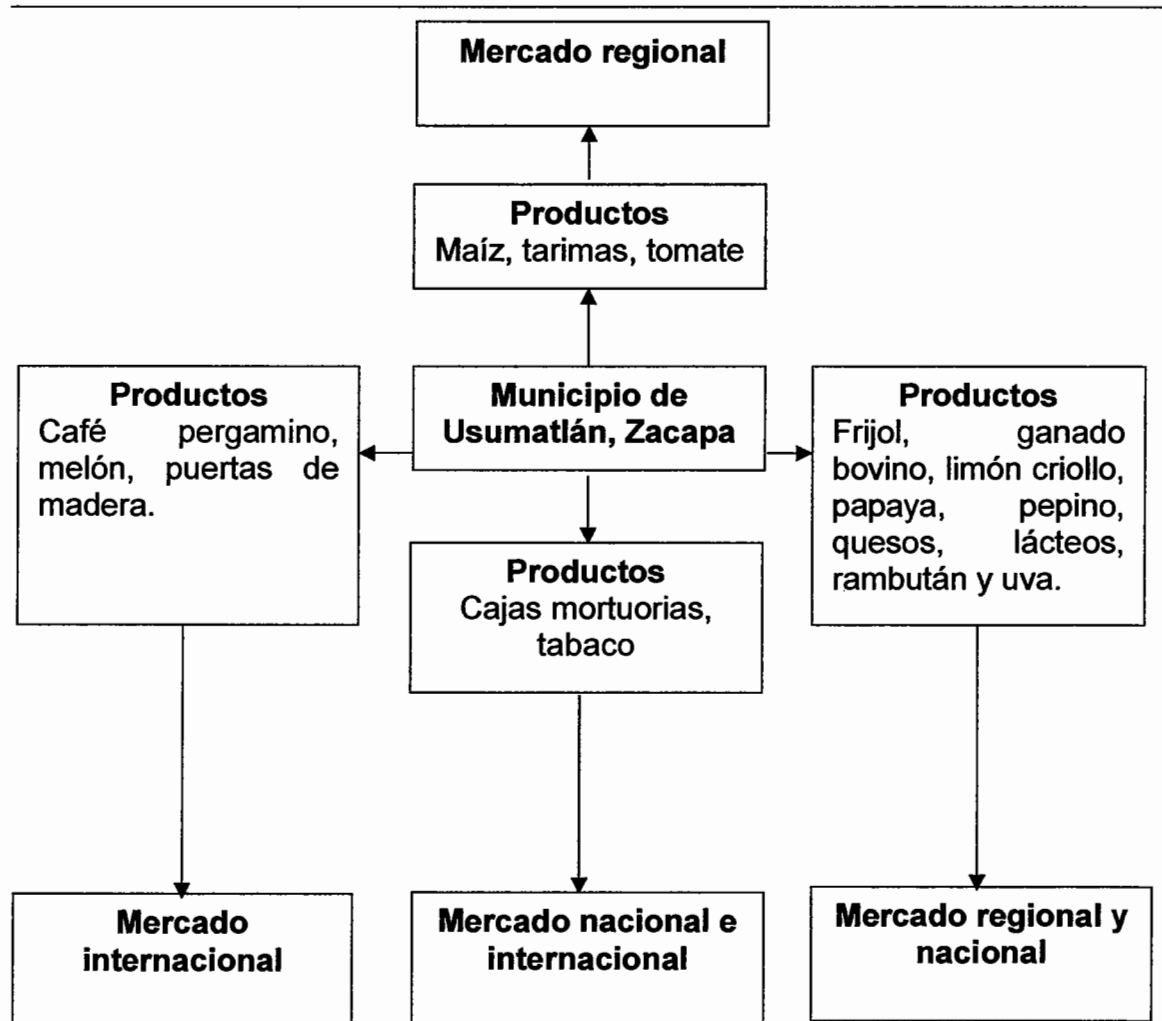 Mercado regional
Productos
Maíz, tarimas, tomate
Productos
Café pergamino,
melón, puertas de
madera.
Municipio de
Usumatlán, Zacapa
Productos
Frijol, ganado
bovino, limón criollo,
papaya, pepino,
quesos, lácteos,
rambután y uva.
Productos
Cajas mortuorias,
tabaco
Mercado
internacional
Mercado nacional e
internacional
Mercado regional y
nacional